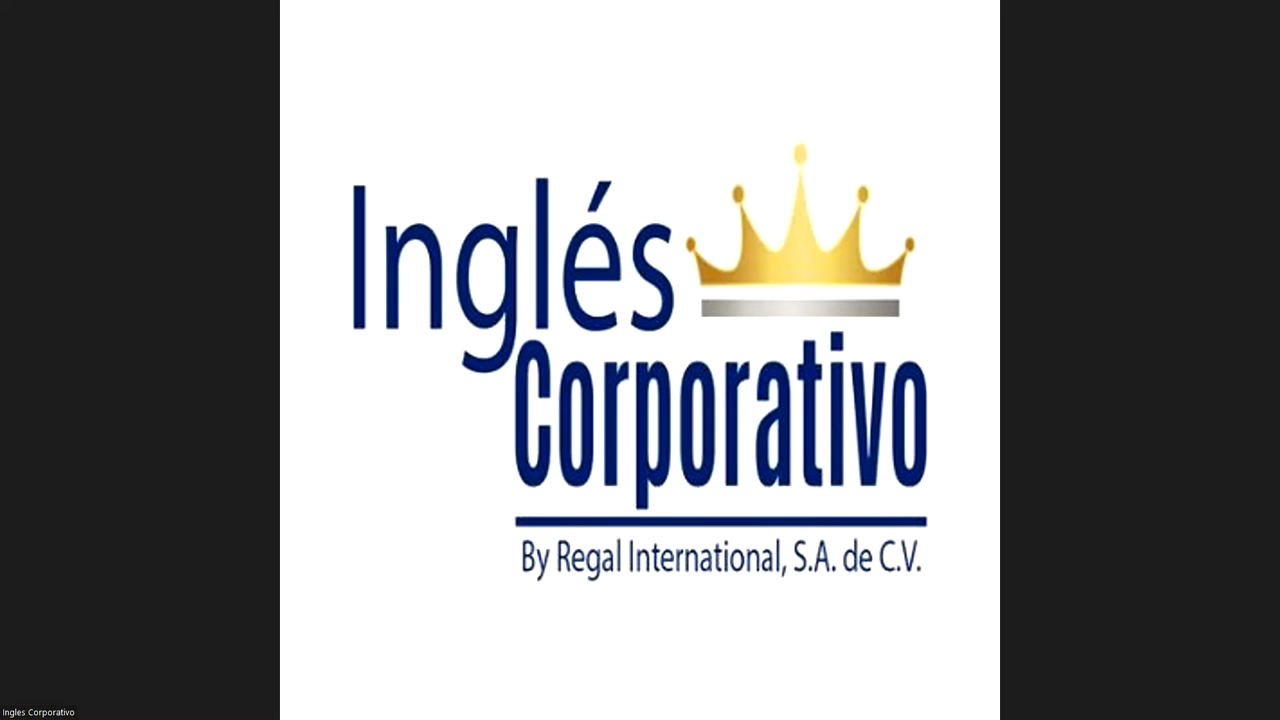 Inglés
Corporativo
By Regal International, S.A. de C.V.
Ingles Corporativo